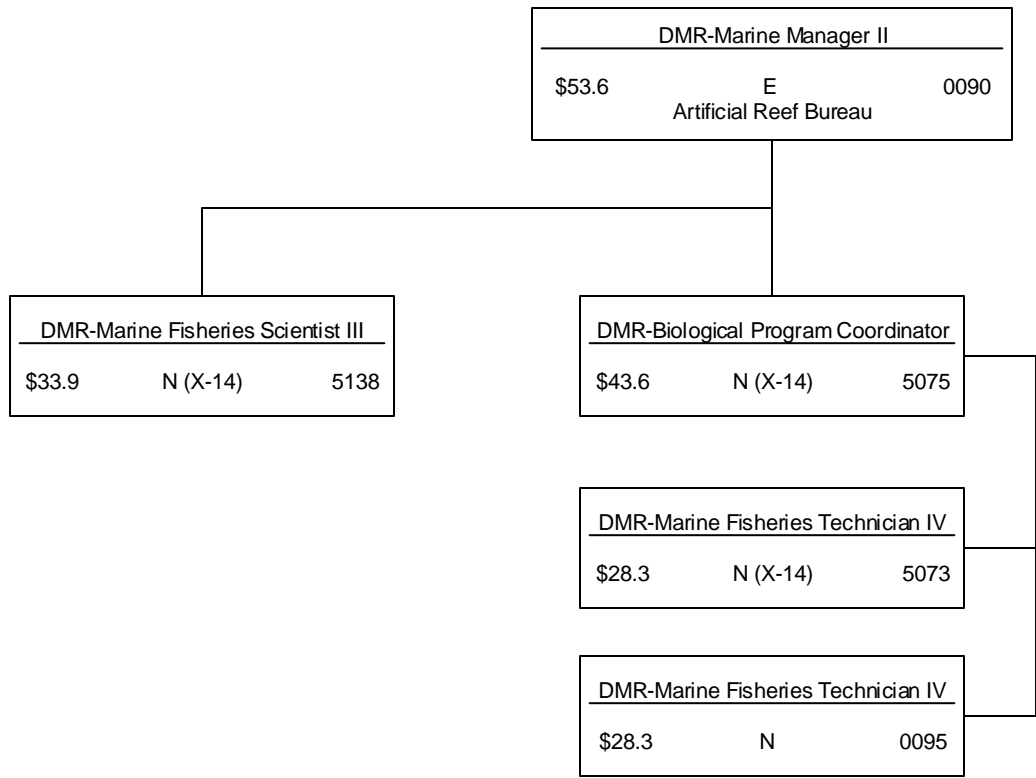 DMR-Marine Manager II
$53.6 E 0090
Artificial Reef Bureau
DMR-Marine Fisheries Scientist III
$33.9 N (X-14) 5138
DMR-Biological Program Coordinator
$43.6 N (X-14) 5075
DMR-Marine Fisheries Technician IV
$28.3 N (X-14) 5073
DMR-Marine Fisheries Technician IV
$28.3 N 0095